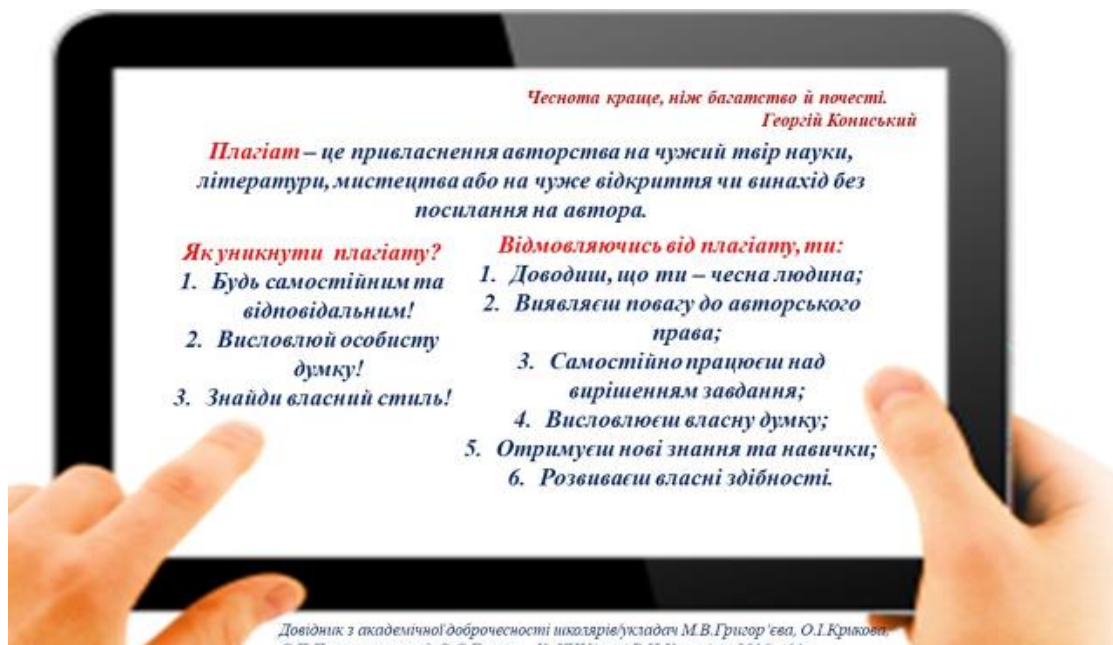 Чеснота краще, ніж багатство й почесті.
Георгій Кониський
Плагіат – це привласнення авторства на чужий твір науки,
літератури, мистецтва або на чуже відкриття чи винахід без
посилання на автора.
Як уникнути плагіату?
1. Будь самостійним та
відповідальним!
2. Висловлюй особисту
думку!
3. Знайди власний стиль!
Відмовляючись від плагіату, ти:
1. Доводиш, що ти – чесна людина;
2. Виявляєш повагу до авторського
права;
3. Самостійно працюєш над
вирішенням завдання;
4. Висловлюєш власну думку;
5. Отримуєш нові знання та навички;
6. Розвиваєш власні здібності.
Довідник з академічної доброчесності школярів/укладач М.В.Григор'єва, О.І.Крикова,